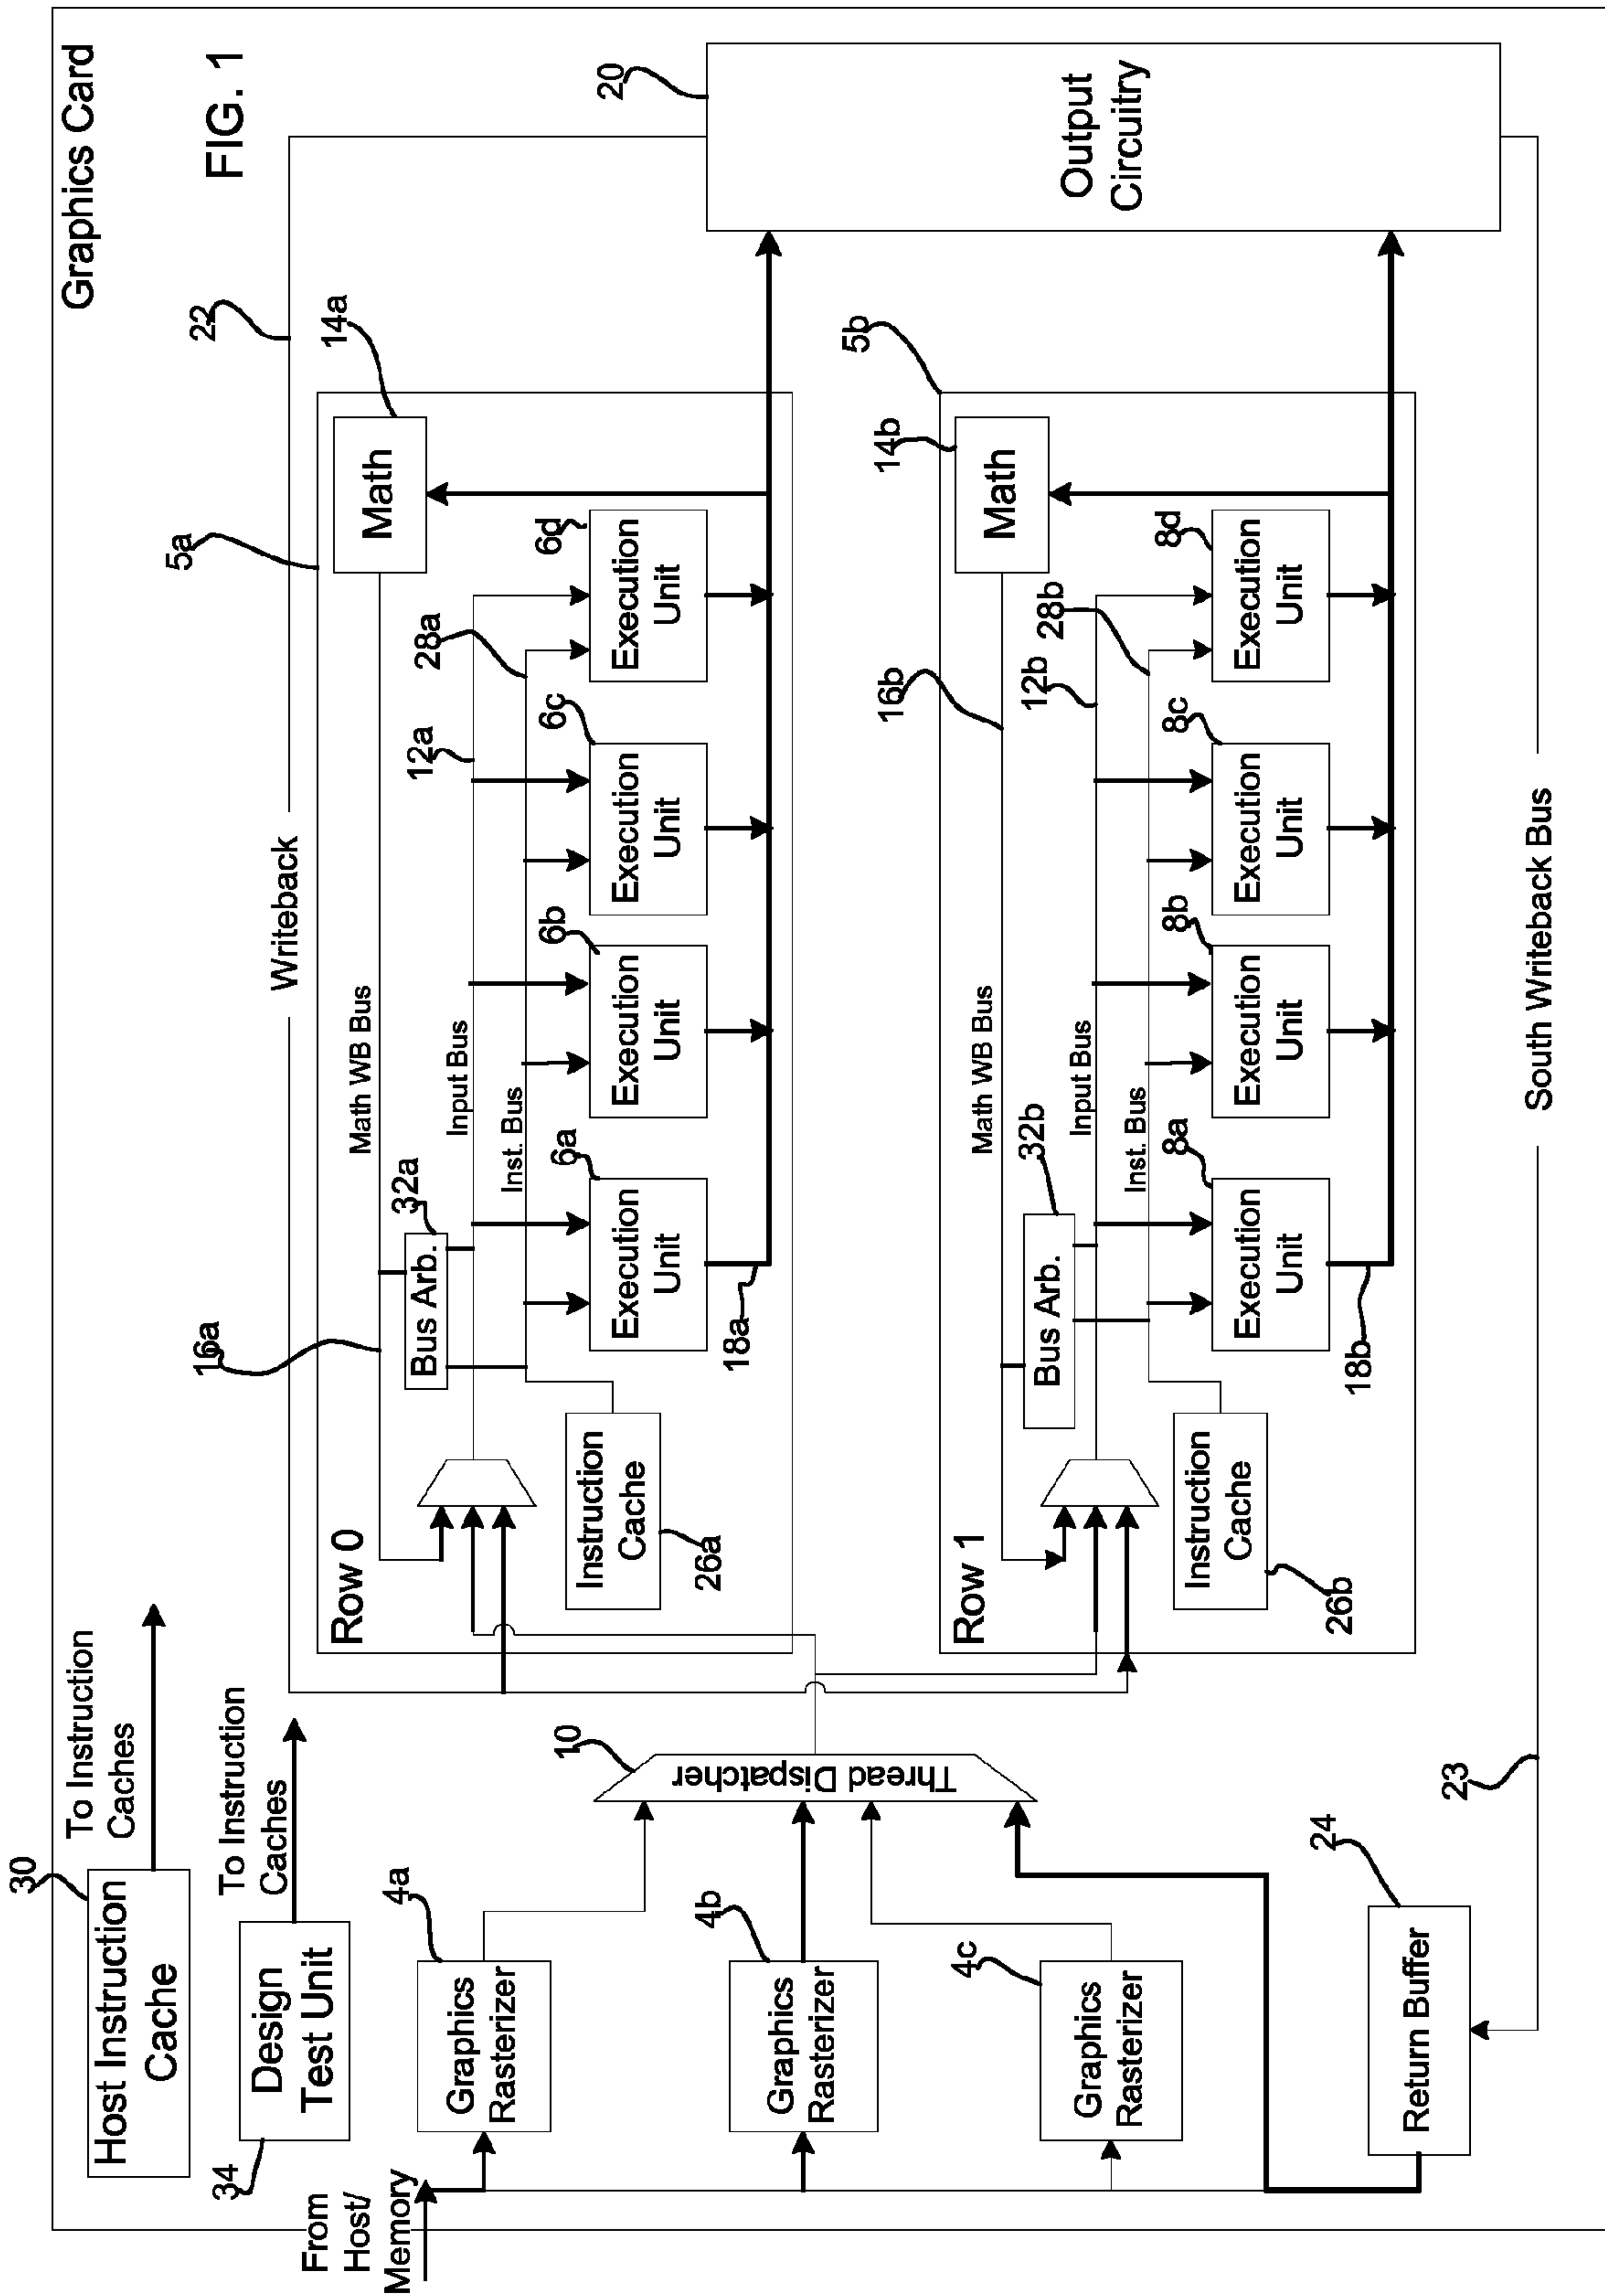 Graphics Card
FIG. 1
30
Host Instruction
Cache
To Instruction
Caches
34
Design
Test Unit
To Instruction
Caches
From
Host/
Memory
4a
Graphics
Rasterizer
4b
Graphics
Rasterizer
4c
Graphics
Rasterizer
24
Return Buffer
10
Thread Dispatcher
Writeback
22
5a
Row 0
16a
Math WB Bus
14a
Math
32a
Bus Arb.
Input Bus
12a
Inst. Bus
28a
Instruction
Cache
26a
6a
Execution
Unit
6b
Execution
Unit
6c
Execution
Unit
6d
Execution
Unit
18a
5b
Row 1
16b
Math WB Bus
14b
Math
32b
Bus Arb.
Input Bus
12b
Inst. Bus
28b
Instruction
Cache
26b
8a
Execution
Unit
8b
Execution
Unit
8c
Execution
Unit
8d
Execution
Unit
18b
20
Output
Circuitry
South Writeback Bus
23